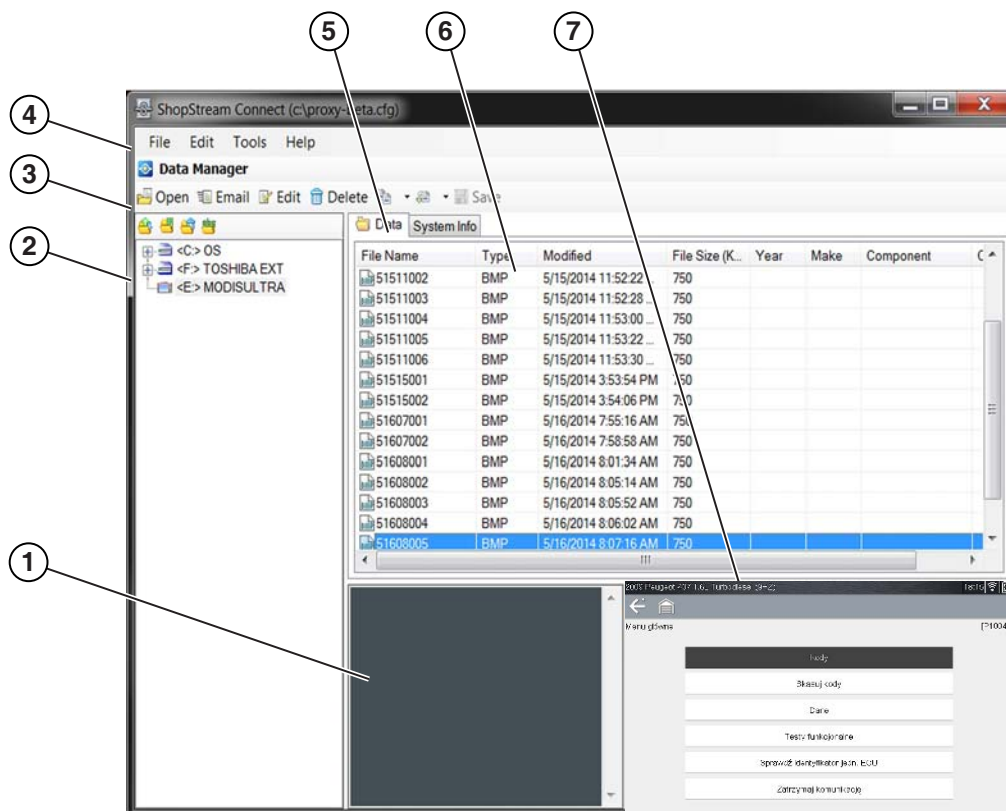 5 6 7
4
3
2
1
ShopStream Connect (c:\proxy-beta.cfg)
File Edit Tools Help
Data Manager
Open Email Edit Delete Save
<C:> OS
<F:> TOSHIBA EXT
<E:> MODISULTRA
Data System Info
File Name Type Modified File Size (K... Year Make Component C
51511002 BMP 5/15/2014 11:52:22 ... 750
51511003 BMP 5/15/2014 11:52:28 ... 750
51511004 BMP 5/15/2014 11:53:00 ... 750
51511005 BMP 5/15/2014 11:53:22 ... 750
51511006 BMP 5/15/2014 11:53:30 ... 750
51515001 BMP 5/15/2014 3:53:54 PM 750
51515002 BMP 5/15/2014 3:54:06 PM 750
51607001 BMP 5/16/2014 7:55:16 AM 750
51607002 BMP 5/16/2014 7:58:58 AM 750
51608001 BMP 5/16/2014 8:01:34 AM 750
51608002 BMP 5/16/2014 8:05:14 AM 750
51608003 BMP 5/16/2014 8:05:52 AM 750
51608004 BMP 5/16/2014 8:06:02 AM 750
51608005 BMP 5/16/2014 8:07:16 AM 750
Peugeot
Menu główne [P1004
Kody
Skasuj kody
Dane
Testy funkcjonalne
Sprawdź identyfikator jedn. ECU
Zatrzymaj komunikację